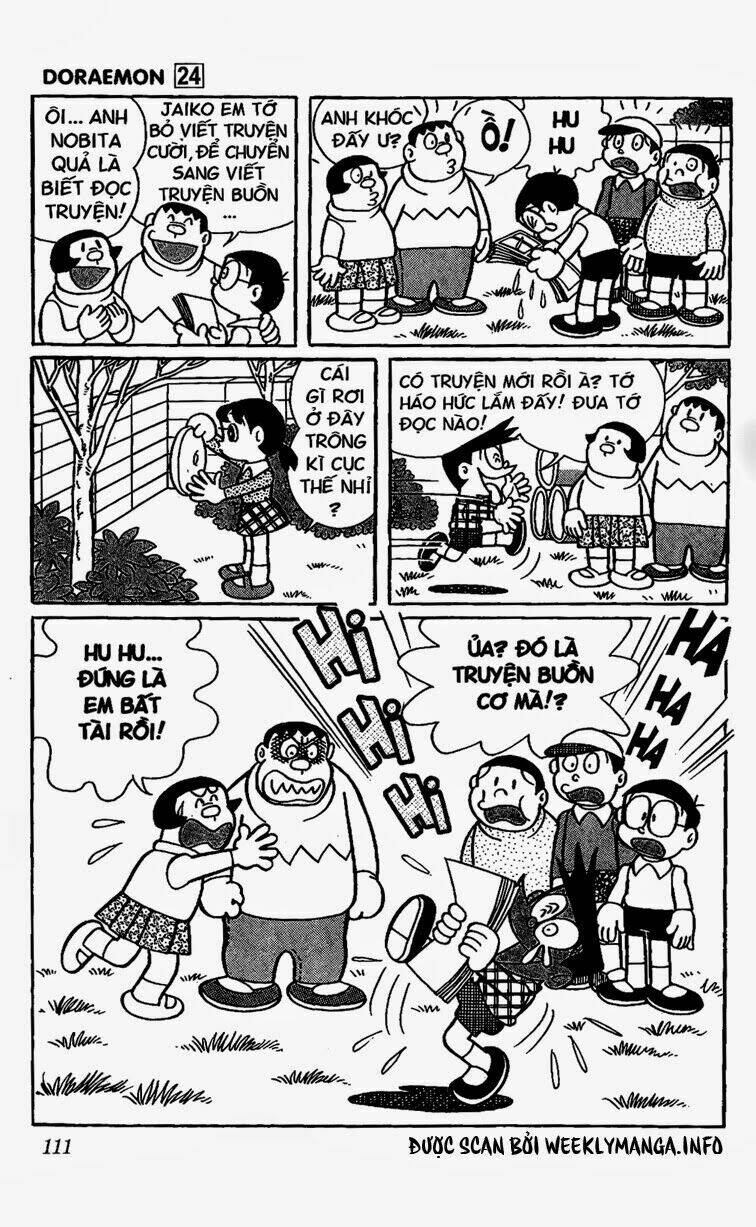 DORAEMON 24
ÔI... ANH
NOBITA
QUẢ LÀ
BIẾT ĐỌC
TRUYỆN!
JAIKO EM TỚ
BỎ VIẾT TRUYỆN
CƯỜI, ĐỂ CHUYỂN
SANG VIẾT
TRUYỆN BUỒN
...
ANH KHÓC
ĐẤY Ư?
Ồ!
HU
HU
CÁI
GÌ RƠI
Ở ĐÂY
TRÔNG
KÌ CỤC
THẾ NHỈ
?
CÓ TRUYỆN MỚI RỒI À? TỚ
HÁO HỨC LẮM ĐẤY! ĐƯA TỚ
ĐỌC NÀO!
HU HU...
ĐÚNG LÀ
EM BẤT
TÀI RỒI!
Hi
Hi
Hi
ỦA? ĐÓ LÀ
TRUYỆN BUỒN
CƠ MÀ!?
HA
HA
HA
111
ĐƯỢC SCAN BỞI WEEKLYMANGA.INFO